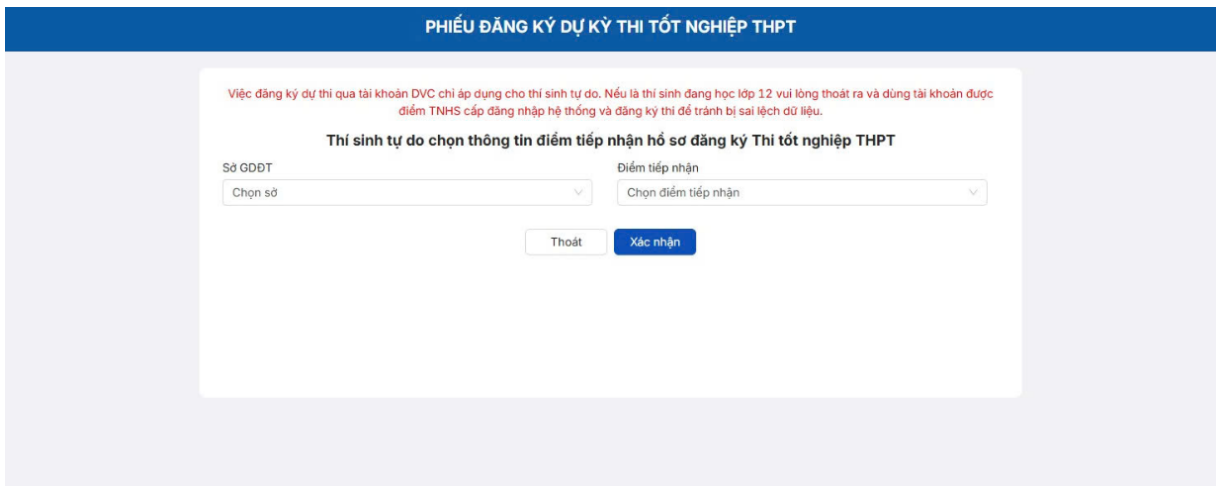 PHIẾU ĐĂNG KÝ DỰ KỲ THI TỐT NGHIỆP THPT
Việc đăng ký dự thi qua tài khoản DVC chỉ áp dụng cho thí sinh tự do. Nếu là thí sinh đang học lớp 12 vui lòng thoát ra và dùng tài khoản được
điểm TNHS cấp đăng nhập hệ thống và đăng ký thi để tránh bị sai lệch dữ liệu.
Thí sinh tự do chọn thông tin điểm tiếp nhận hồ sơ đăng ký Thi tốt nghiệp THPT
Sở GDĐT
Điểm tiếp nhận
Chọn sở
Chọn điểm tiếp nhận
Thoát
Xác nhận